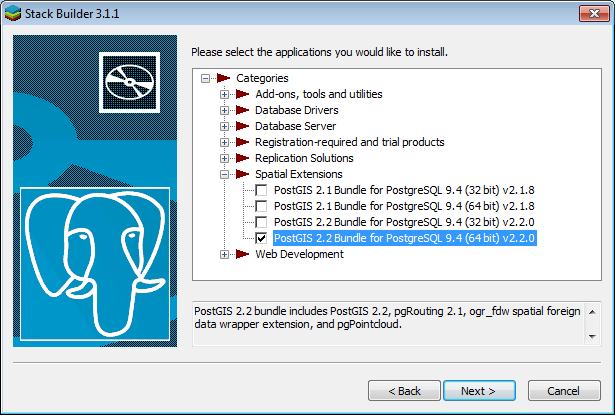 Stack Builder 3.1.1
Please select the applications you would like to install.
Categories
Add-ons, tools and utilities
Database Drivers
Database Server
Registration-required and trial products
Replication Solutions
Spatial Extensions
PostGIS 2.1 Bundle for PostgreSQL 9.4 (32 bit) v2.1.8
PostGIS 2.1 Bundle for PostgreSQL 9.4 (64 bit) v2.1.8
PostGIS 2.2 Bundle for PostgreSQL 9.4 (32 bit) v2.2.0
PostGIS 2.2 Bundle for PostgreSQL 9.4 (64 bit) v2.2.0
Web Development
PostGIS 2.2 bundle includes PostGIS 2.2, pgRouting 2.1, ogr_fdw spatial foreign
data wrapper extension, and pgPointcloud.
< Back Next > Cancel